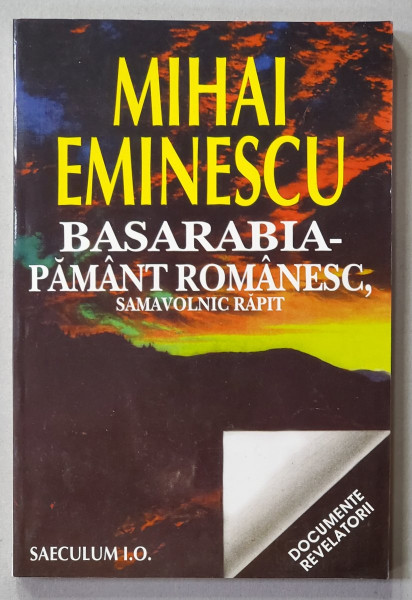 MIHAI
EMINESCU
BASARABIA-
PĂMÂNT ROMÂNESC,
SAMAVOLNIC RĂPIT
DOCUMENTE
REVELATORII
SAECULUM I.O.